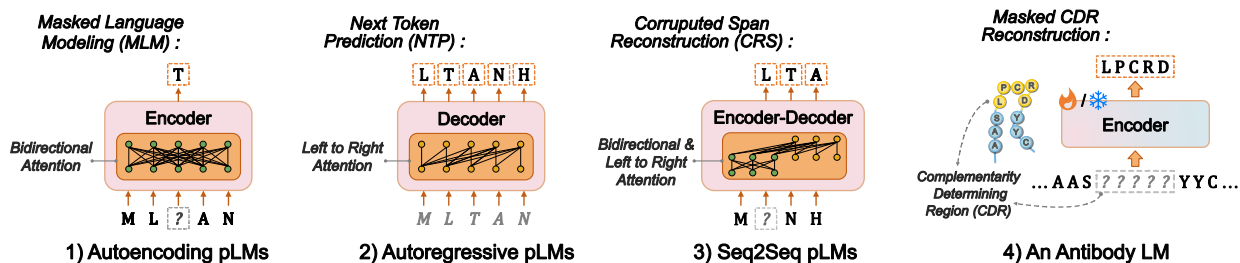 Masked Language
Modeling (MLM) :
T
Encoder
Bidirectional
Attention
M L ? A N
1) Autoencoding pLMs
Next Token
Prediction (NTP) :
L T A N H
Decoder
Left to Right
Attention
M L T A N
2) Autoregressive pLMs
Corruputed Span
Reconstruction (CRS) :
L T A
Encoder-Decoder
Bidirectional &
Left to Right
Attention
M ? N H
3) Seq2Seq pLMs
Masked CDR
Reconstruction :
L P C R D
P C R
L D
S Y
A Y
A C
/
Encoder
Complementarity
Determining
Region (CDR)
... A A S ? ? ? ? ? Y Y C ...
4) An Antibody LM